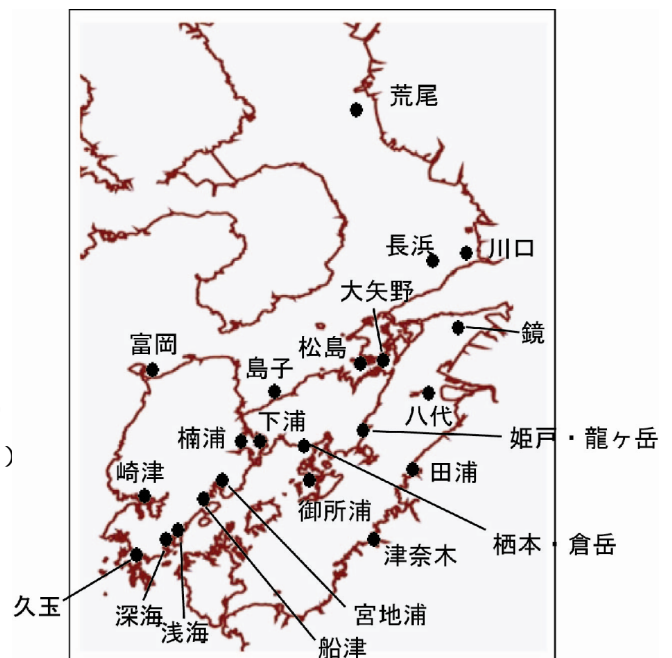 荒尾
長浜
川口
大矢野
鏡
富岡
松島
島子
八代
下浦
楠浦
姫戸・龍ヶ岳
)
崎津
田浦
御所浦
栖本・倉岳
津奈木
久玉
深海
浅海
宮地浦
船津